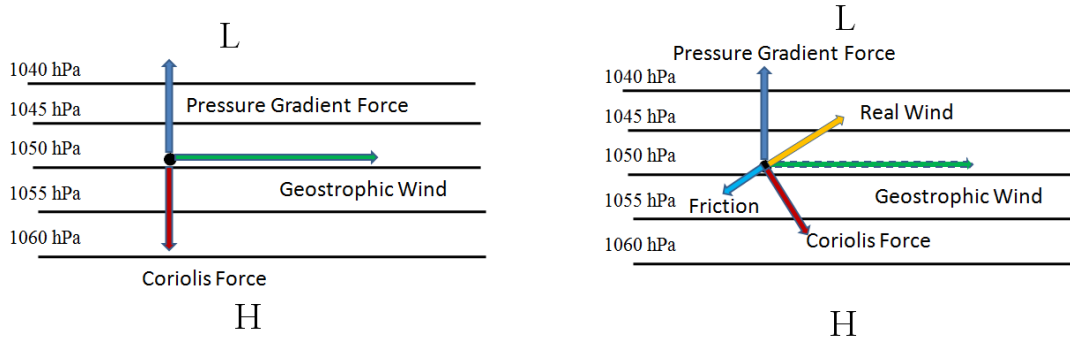 L
1040 hPa
1045 hPa
Pressure Gradient Force
1050 hPa
1055 hPa
Geostrophic Wind
1060 hPa
Coriolis Force
H
L
Pressure Gradient Force
1040 hPa
1045 hPa
Real Wind
1050 hPa
1055 hPa
Geostrophic Wind
Friction
1060 hPa
Coriolis Force
H